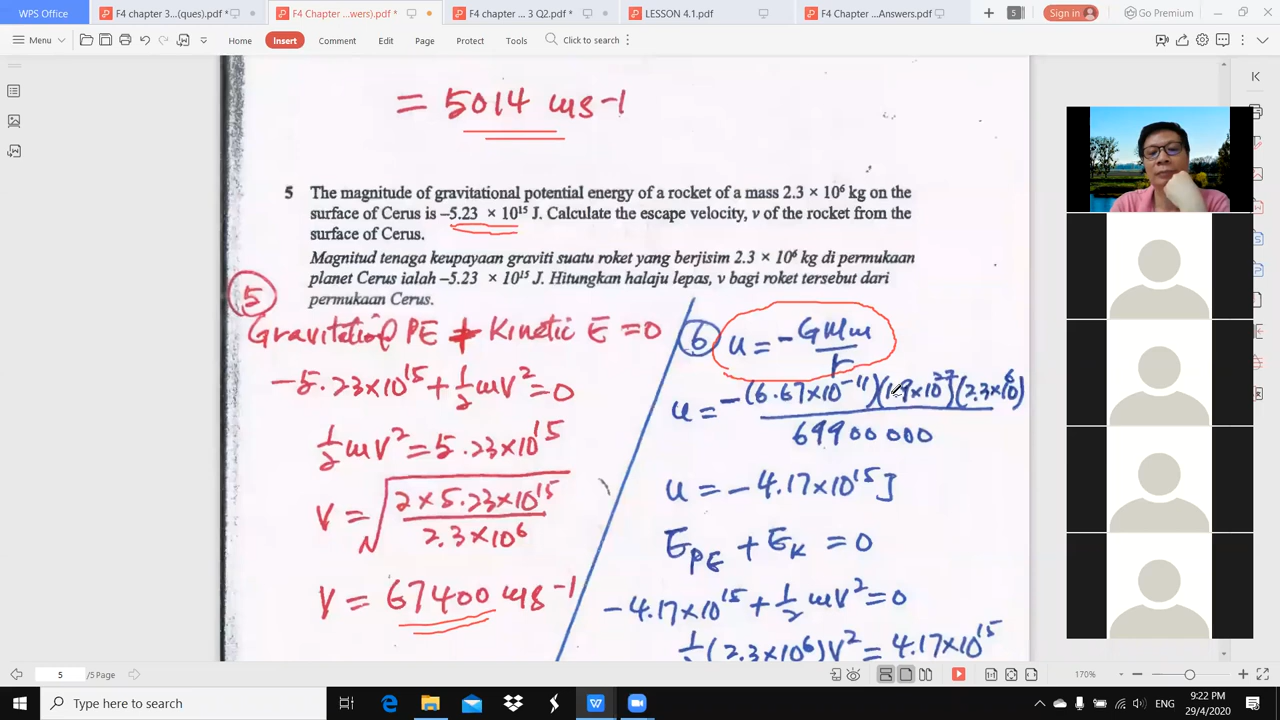 WPS Office
F4 chapter 3...(ques).pdf *
F4 Chapter ...wers).pdf *
F4 chapter ... 3 Q2.pdf *
LESSON 4.1.pdf
F4 Chapter ...Answers.pdf
Sign in
Go Premium
Menu
Home
Insert
Comment
Edit
Page
Protect
Tools
Click to search
= 5014 ms-1
5 The magnitude of gravitational potential energy of a rocket of a mass 2.3 × 10⁶ kg on the
surface of Cerus is –5.23 × 10¹⁵ J. Calculate the escape velocity, v of the rocket from the
surface of Cerus.
Magnitud tenaga keupayaan graviti suatu roket yang berjisim 2.3 × 10⁶ kg di permukaan
planet Cerus ialah –5.23 × 10¹⁵ J. Hitungkan halaju lepas, v bagi roket tersebut dari
permukaan Cerus.
5
Gravitational PE + Kinetic E = 0
-5.23×10¹⁵ + ½mV² = 0
½mV² = 5.23×10¹⁵
V = √(2 × 5.23×10¹⁵ / 2.3×10⁶)
V = 67400 ms-1
6 u = - GMm / r
u = -(6.67×10⁻¹¹)(1.9×10²⁷)(2.3×10⁶) / 69900 000
u = - 4.17×10¹⁵ J
E_PE + E_K = 0
-4.17×10¹⁵ + ½mV² = 0
½(2.3×10⁶)V² = 4.17×10¹⁵
5
/5 Page
170%
Type here to search
9:22 PM
29/4/2020